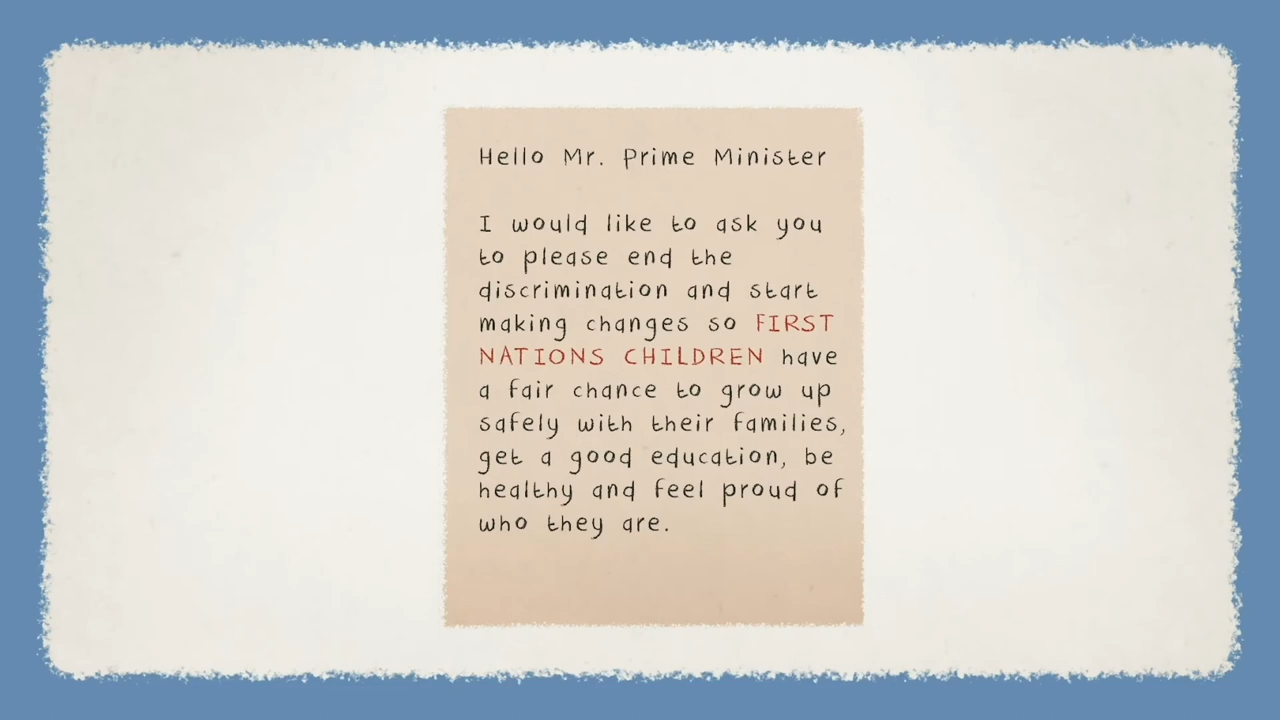 Hello Mr. Prime Minister
I would like to ask you
to please end the
discrimination and start
making changes so FIRST
NATIONS CHILDREN have
a fair chance to grow up
safely with their families,
get a good education, be
healthy and feel proud of
who they are.